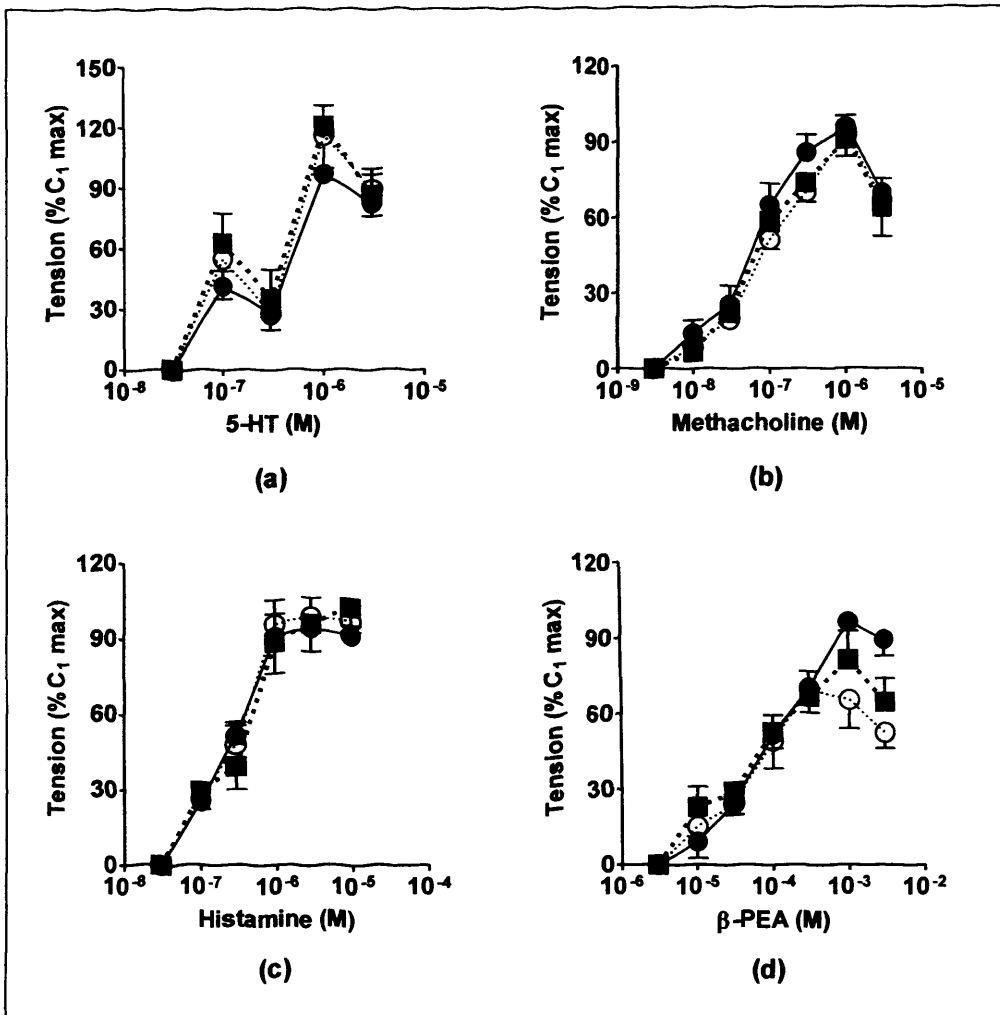 150
120
90
60
30
0
Tension (%C₁ max)
10⁻⁸ 10⁻⁷ 10⁻⁶ 10⁻⁵
5-HT (M)
(a)
120
90
60
30
0
Tension (%C₁ max)
10⁻⁹ 10⁻⁸ 10⁻⁷ 10⁻⁶ 10⁻⁵
Methacholine (M)
(b)
120
90
60
30
0
Tension (%C₁ max)
10⁻⁸ 10⁻⁷ 10⁻⁶ 10⁻⁵ 10⁻⁴
Histamine (M)
(c)
120
90
60
30
0
Tension (%C₁ max)
10⁻⁶ 10⁻⁵ 10⁻⁴ 10⁻³ 10⁻²
β-PEA (M)
(d)